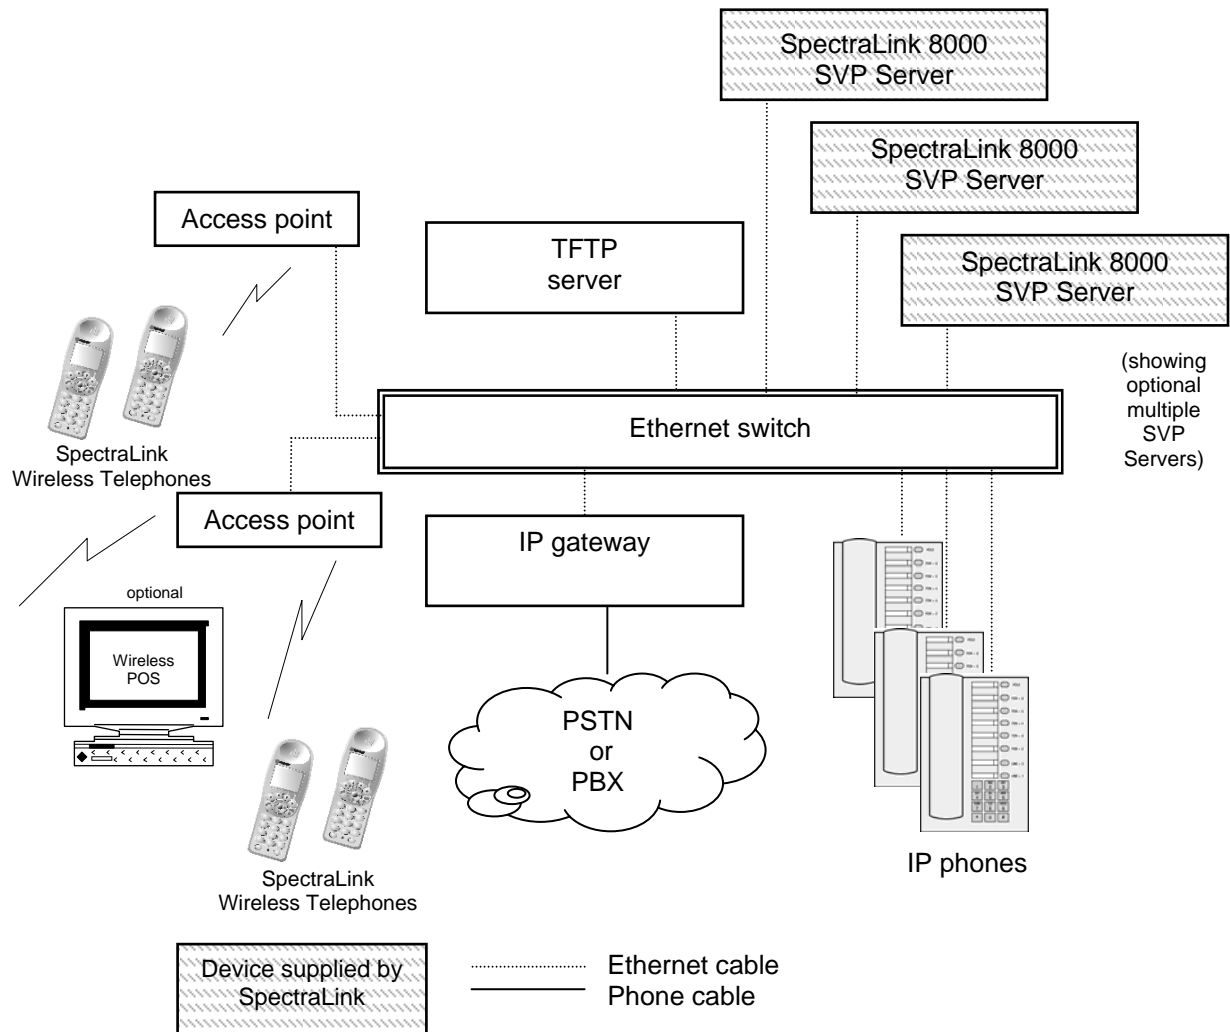 SpectraLink 8000
SVP Server
SpectraLink 8000
SVP Server
Access point
TFTP
server
SpectraLink 8000
SVP Server
(showing
optional
multiple
SVP
Servers)
Ethernet switch
SpectraLink
Wireless Telephones
Access point
IP gateway
optional
Wireless
POS
PSTN
or
PBX
IP phones
SpectraLink
Wireless Telephones
Device supplied by
SpectraLink
Ethernet cable
Phone cable